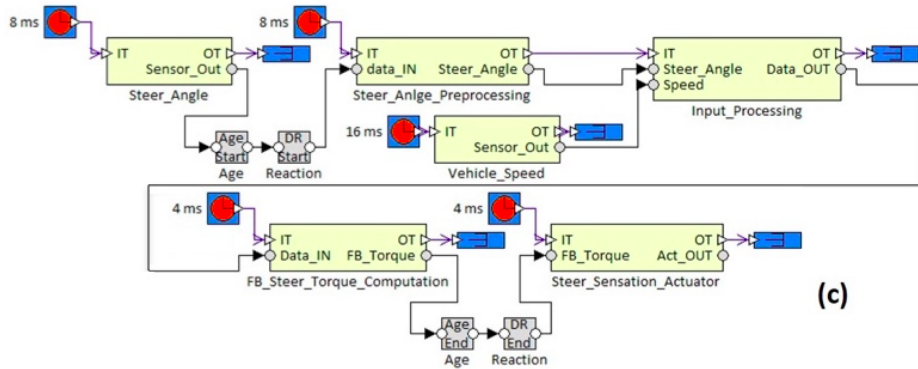 8 ms
IT OT
Sensor_Out
Steer_Angle
8 ms
IT OT
data_IN Steer_Angle
Steer_Anlge_Preprocessing
IT OT
Steer_Angle Data_OUT
Speed
Input_Processing
Age
Start
Age
DR
Start
Reaction
16 ms
IT OT
Sensor_Out
Vehicle_Speed
4 ms
IT OT
Data_IN FB_Torque
FB_Steer_Torque_Computation
4 ms
IT OT
FB_Torque Act_OUT
Steer_Sensation_Actuator
Age
End
Age
DR
End
Reaction
(c)